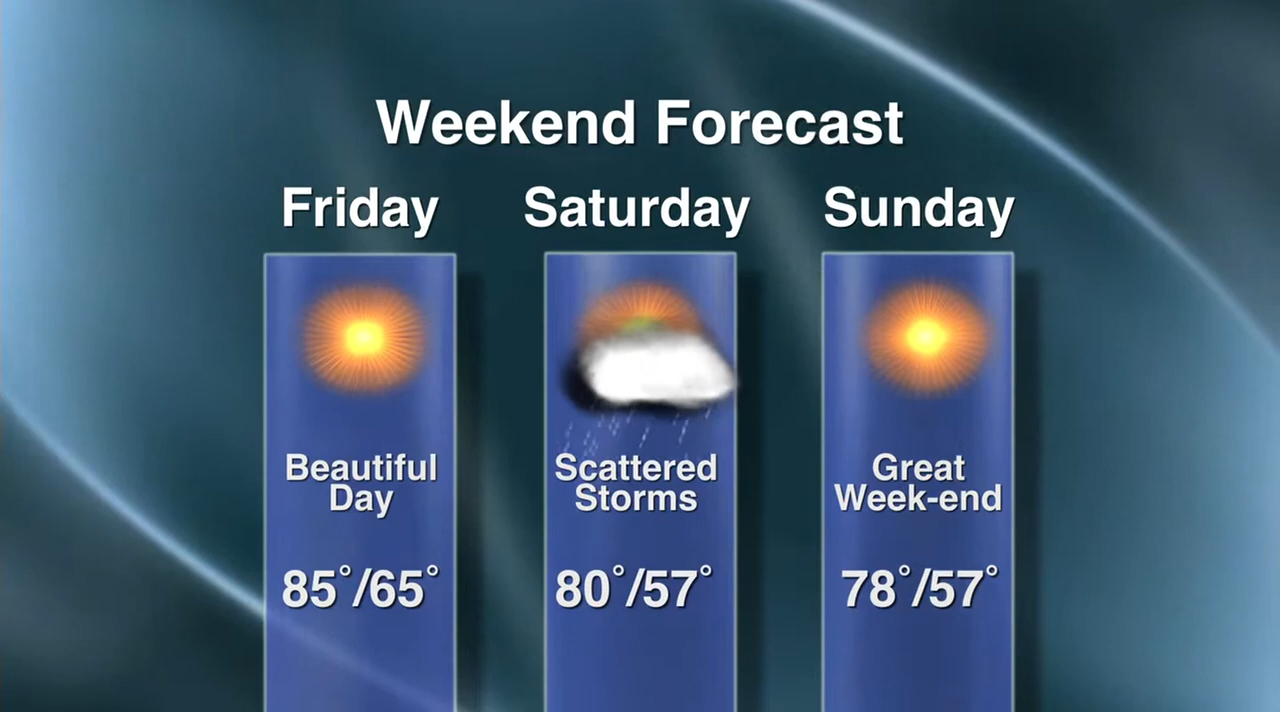 Weekend Forecast
Friday
Saturday
Sunday
Beautiful
Day
85°/65°
Scattered
Storms
80°/57°
Great
Week-end
78°/57°